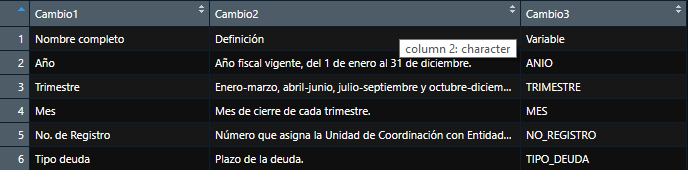 Cambio1 Cambio2 Cambio3
1 Nombre completo Definición Variable
column 2: character
2 Año Año fiscal vigente, del 1 de enero al 31 de diciembre. ANIO
3 Trimestre Enero-marzo, abril-junio, julio-septiembre y octubre-diciem... TRIMESTRE
4 Mes Mes de cierre de cada trimestre. MES
5 No. de Registro Número que asigna la Unidad de Coordinación con Entidad... NO_REGISTRO
6 Tipo deuda Plazo de la deuda. TIPO_DEUDA